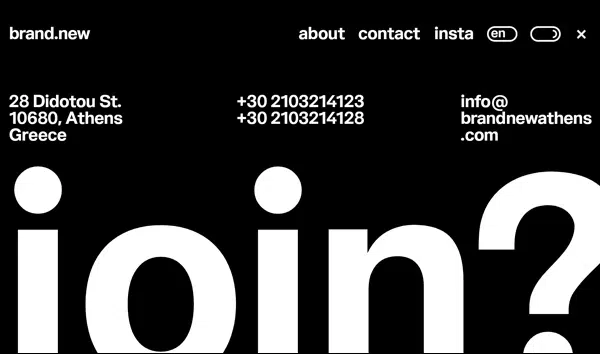 brand.new
about contact insta en ×
28 Didotou St.
10680, Athens
Greece
+30 2103214123
+30 2103214128
info@
brandnewathens
.com
join?